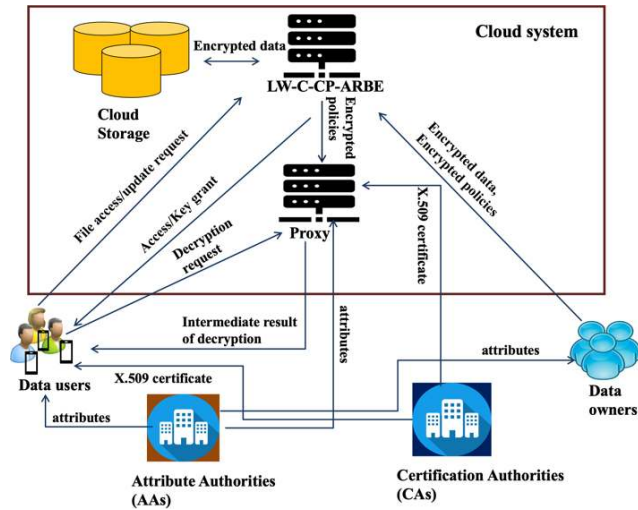 Cloud system
Encrypted data
LW-C-CP-ARBE
Cloud
Storage
Encrypted
policies
Encrypted data,
Encrypted policies
File access/update request
Access/Key grant
Decryption
request
Proxy
X.509 certificate
attributes
Intermediate result
of decryption
attributes
Data users
X.509 certificate
Data
owners
attributes
Attribute Authorities
(AAs)
Certification Authorities
(CAs)